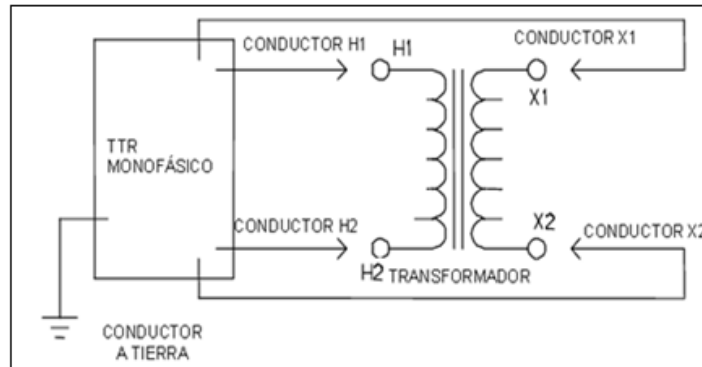 CONDUCTOR H1
H1
CONDUCTOR X1
X1
TTR
MONOFÁSICO
CONDUCTOR H2
H2
TRANSFORMADOR
X2
CONDUCTOR X2
CONDUCTOR
A TIERRA